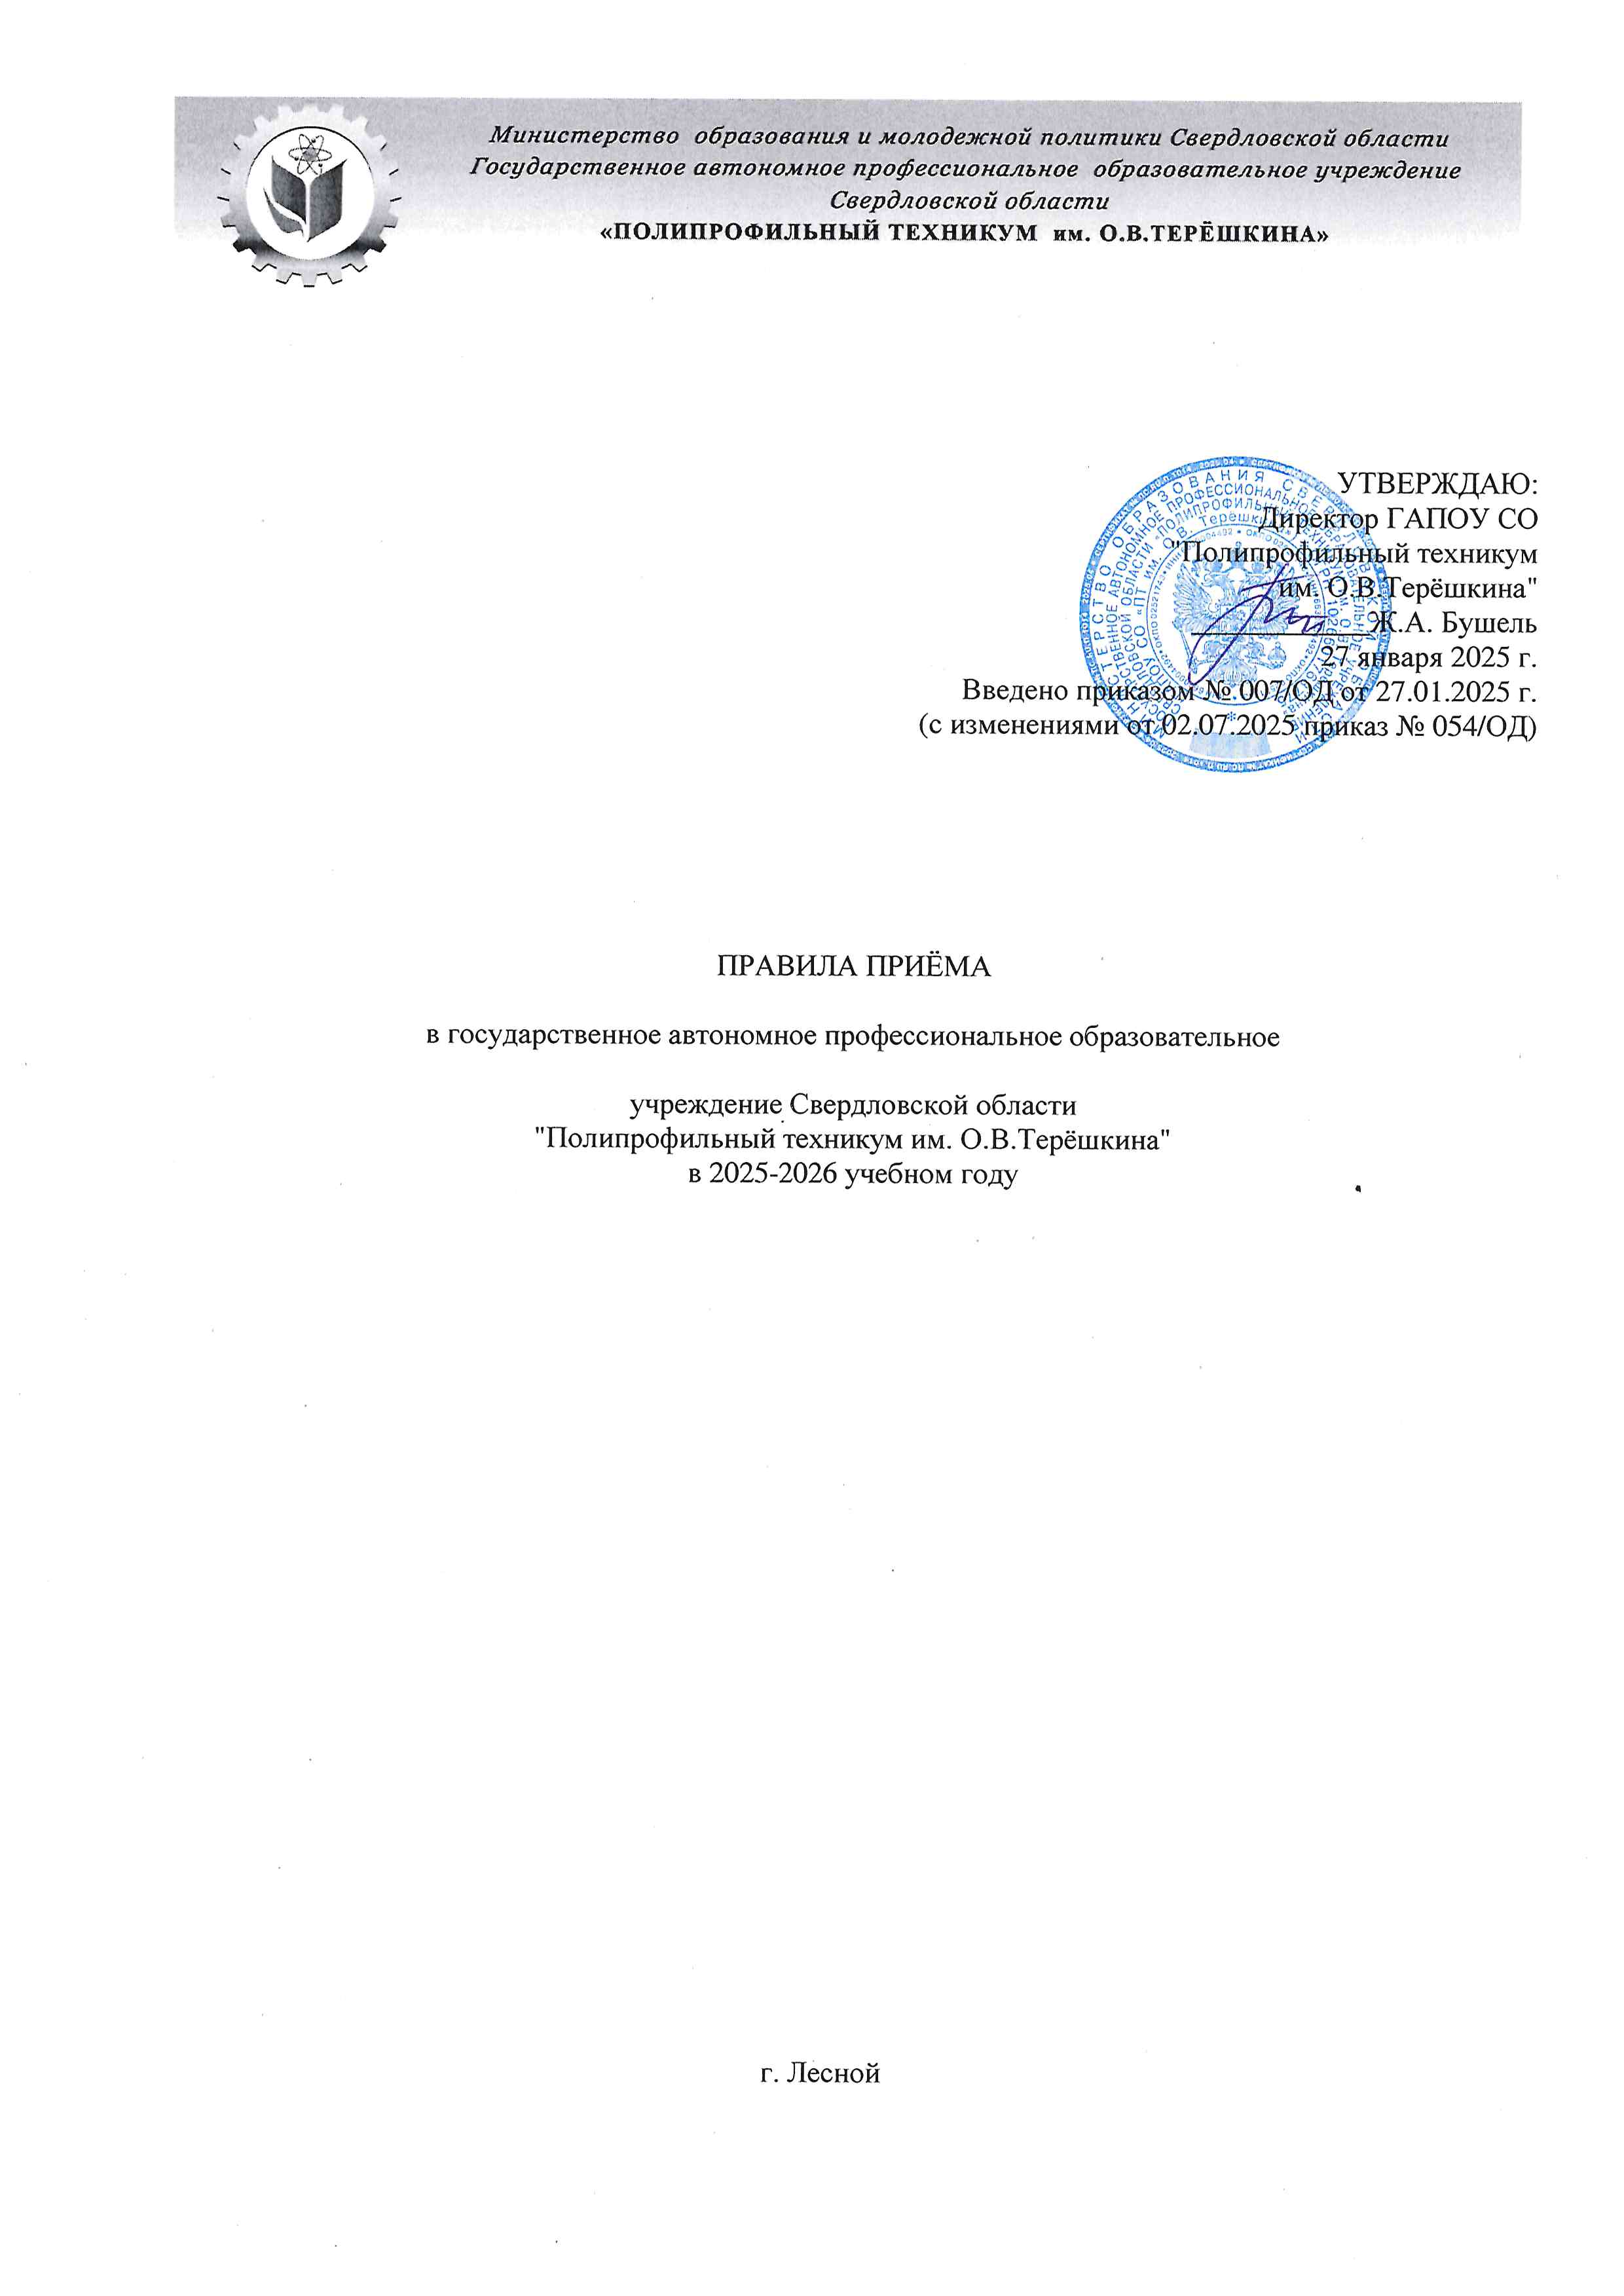 Министерство образования и молодежной политики Свердловской области
Государственное автономное профессиональное образовательное учреждение
Свердловской области
«ПОЛИПРОФИЛЬНЫЙ ТЕХНИКУМ им. О.В.ТЕРЁШКИНА»
УТВЕРЖДАЮ:
Директор ГАПОУ СО
"Полипрофильный техникум
им. О.В.Терёшкина"
Ж.А. Бушель
27 января 2025 г.
Введено приказом № 007/ОД от 27.01.2025 г.
(с изменениями от 02.07.2025 приказ № 054/ОД)
ПРАВИЛА ПРИЁМА
в государственное автономное профессиональное образовательное
учреждение Свердловской области
"Полипрофильный техникум им. О.В.Терёшкина"
в 2025-2026 учебном году
г. Лесной